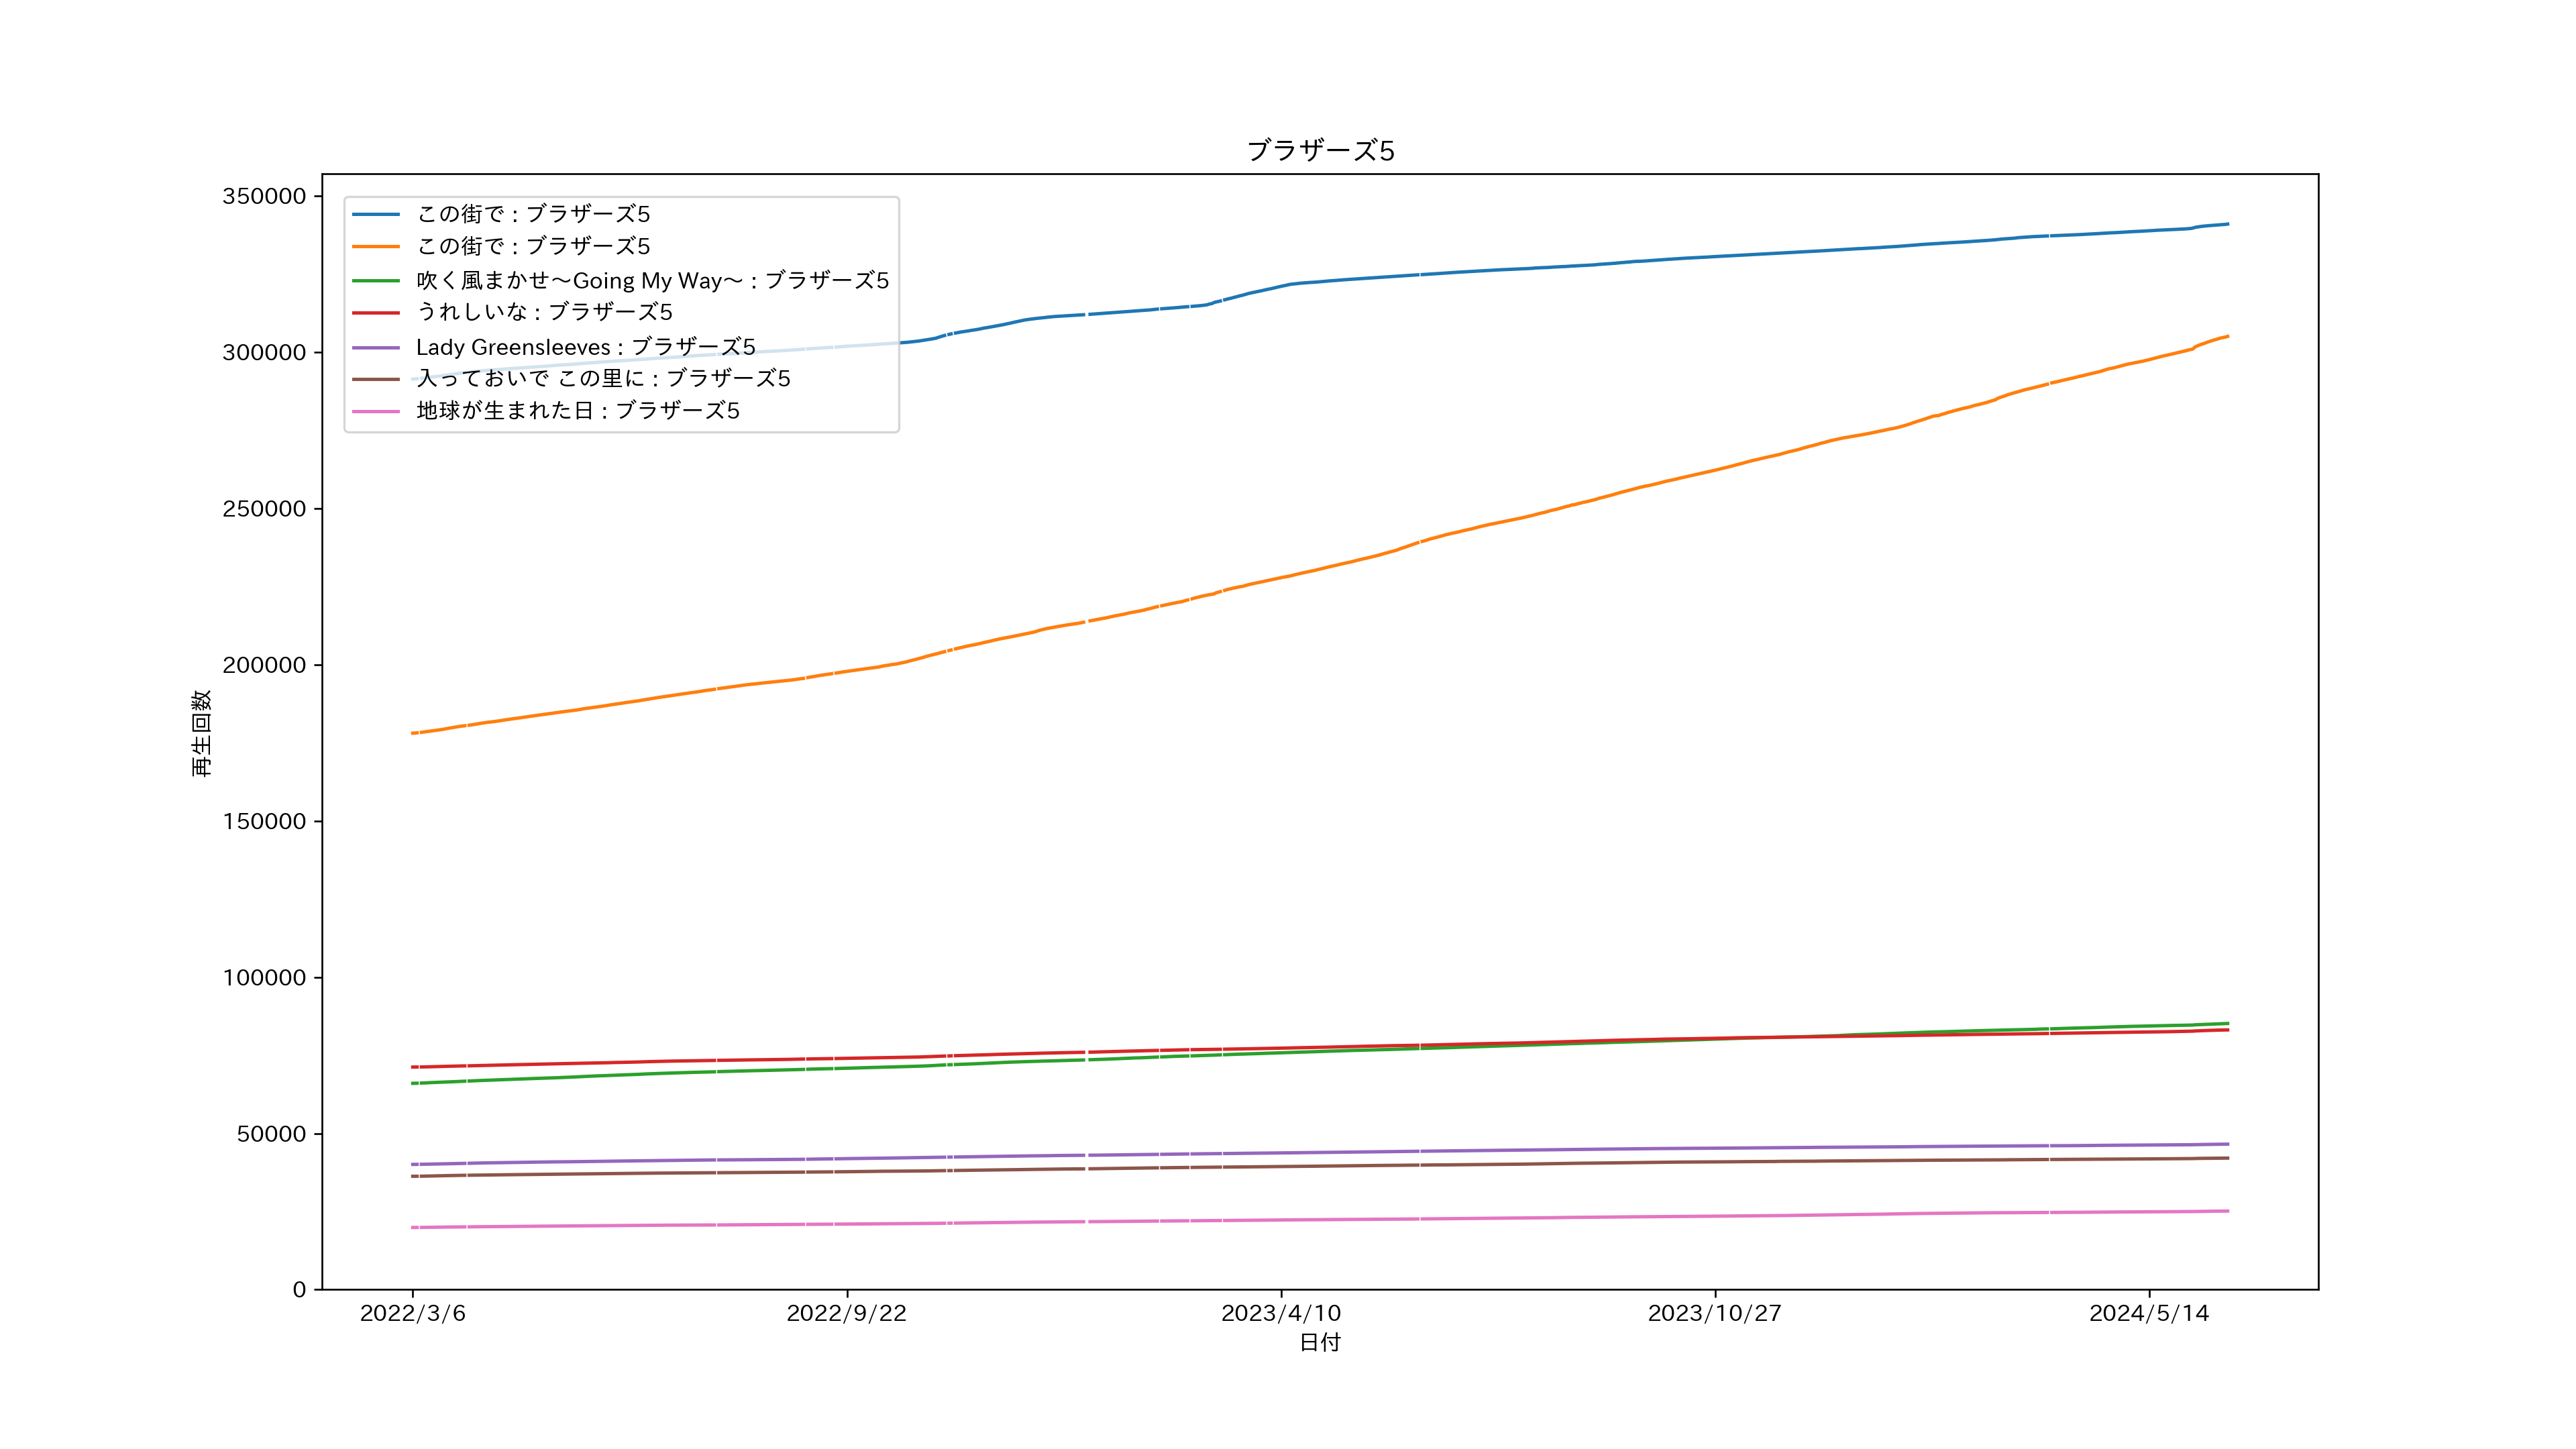 ブラザーズ5
350000
300000
250000
200000
150000
100000
50000
0
再生回数
この街で : ブラザーズ5
この街で : ブラザーズ5
吹く風まかせ～Going My Way～ : ブラザーズ5
うれしいな : ブラザーズ5
Lady Greensleeves : ブラザーズ5
入っておいで この里に : ブラザーズ5
地球が生まれた日 : ブラザーズ5
2022/3/6
2022/9/22
2023/4/10
2023/10/27
2024/5/14
日付